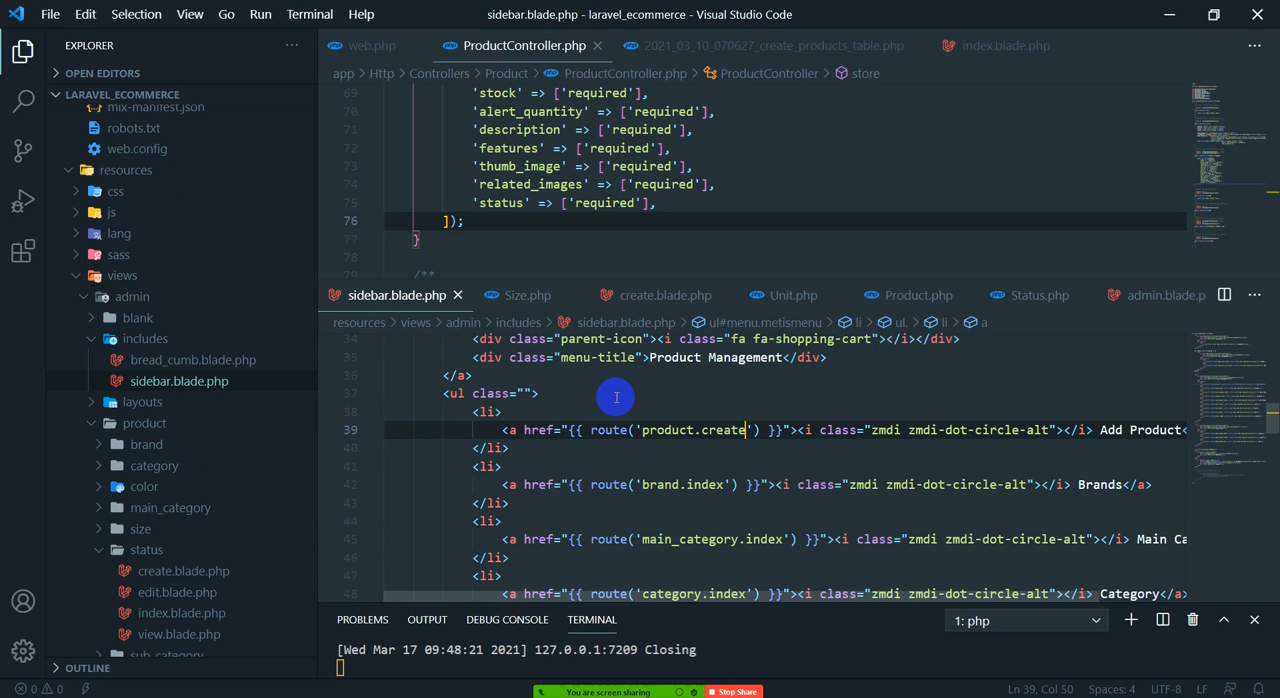 File Edit Selection View Go Run Terminal Help sidebar.blade.php - laravel_ecommerce - Visual Studio Code
EXPLORER
OPEN EDITORS
LARAVEL_ECOMMERCE
mix-manifest.json
robots.txt
web.config
resources
css
js
lang
sass
views
admin
blank
includes
bread_cumb.blade.php
sidebar.blade.php
layouts
product
brand
category
color
main_category
size
status
create.blade.php
edit.blade.php
index.blade.php
view.blade.php
sub_category
OUTLINE
web.php ProductController.php 2021_03_10_070627_create_products_table.php index.blade.php
app > Http > Controllers > Product > ProductController.php > ProductController > store
69 'stock' => ['required'],
70 'alert_quantity' => ['required'],
71 'description' => ['required'],
72 'features' => ['required'],
73 'thumb_image' => ['required'],
74 'related_images' => ['required'],
75 'status' => ['required'],
76 ]);
77 }
78
79 /**
sidebar.blade.php Size.php create.blade.php Unit.php Product.php Status.php admin.blade.p
resources > views > admin > includes > sidebar.blade.php > ul#menu.metismenu > li > ul. > li > a
34 <div class="parent-icon"><i class="fa fa-shopping-cart"></i></div>
35 <div class="menu-title">Product Management</div>
36 </a>
37 <ul class="">
38 <li>
39 <a href="{{ route('product.create') }}"><i class="zmdi zmdi-dot-circle-alt"></i> Add Product<
40 </li>
41 <li>
42 <a href="{{ route('brand.index') }}"><i class="zmdi zmdi-dot-circle-alt"></i> Brands</a>
43 </li>
44 <li>
45 <a href="{{ route('main_category.index') }}"><i class="zmdi zmdi-dot-circle-alt"></i> Main Ca
46 </li>
47 <li>
48 <a href="{{ route('category.index') }}"><i class="zmdi zmdi-dot-circle-alt"></i> Category</a>
PROBLEMS OUTPUT DEBUG CONSOLE TERMINAL 1: php
[Wed Mar 17 09:48:21 2021] 127.0.0.1:7209 Closing
You are screen sharing Stop Share
0 0 Ln 39, Col 50 Spaces: 4 UTF-8 LF